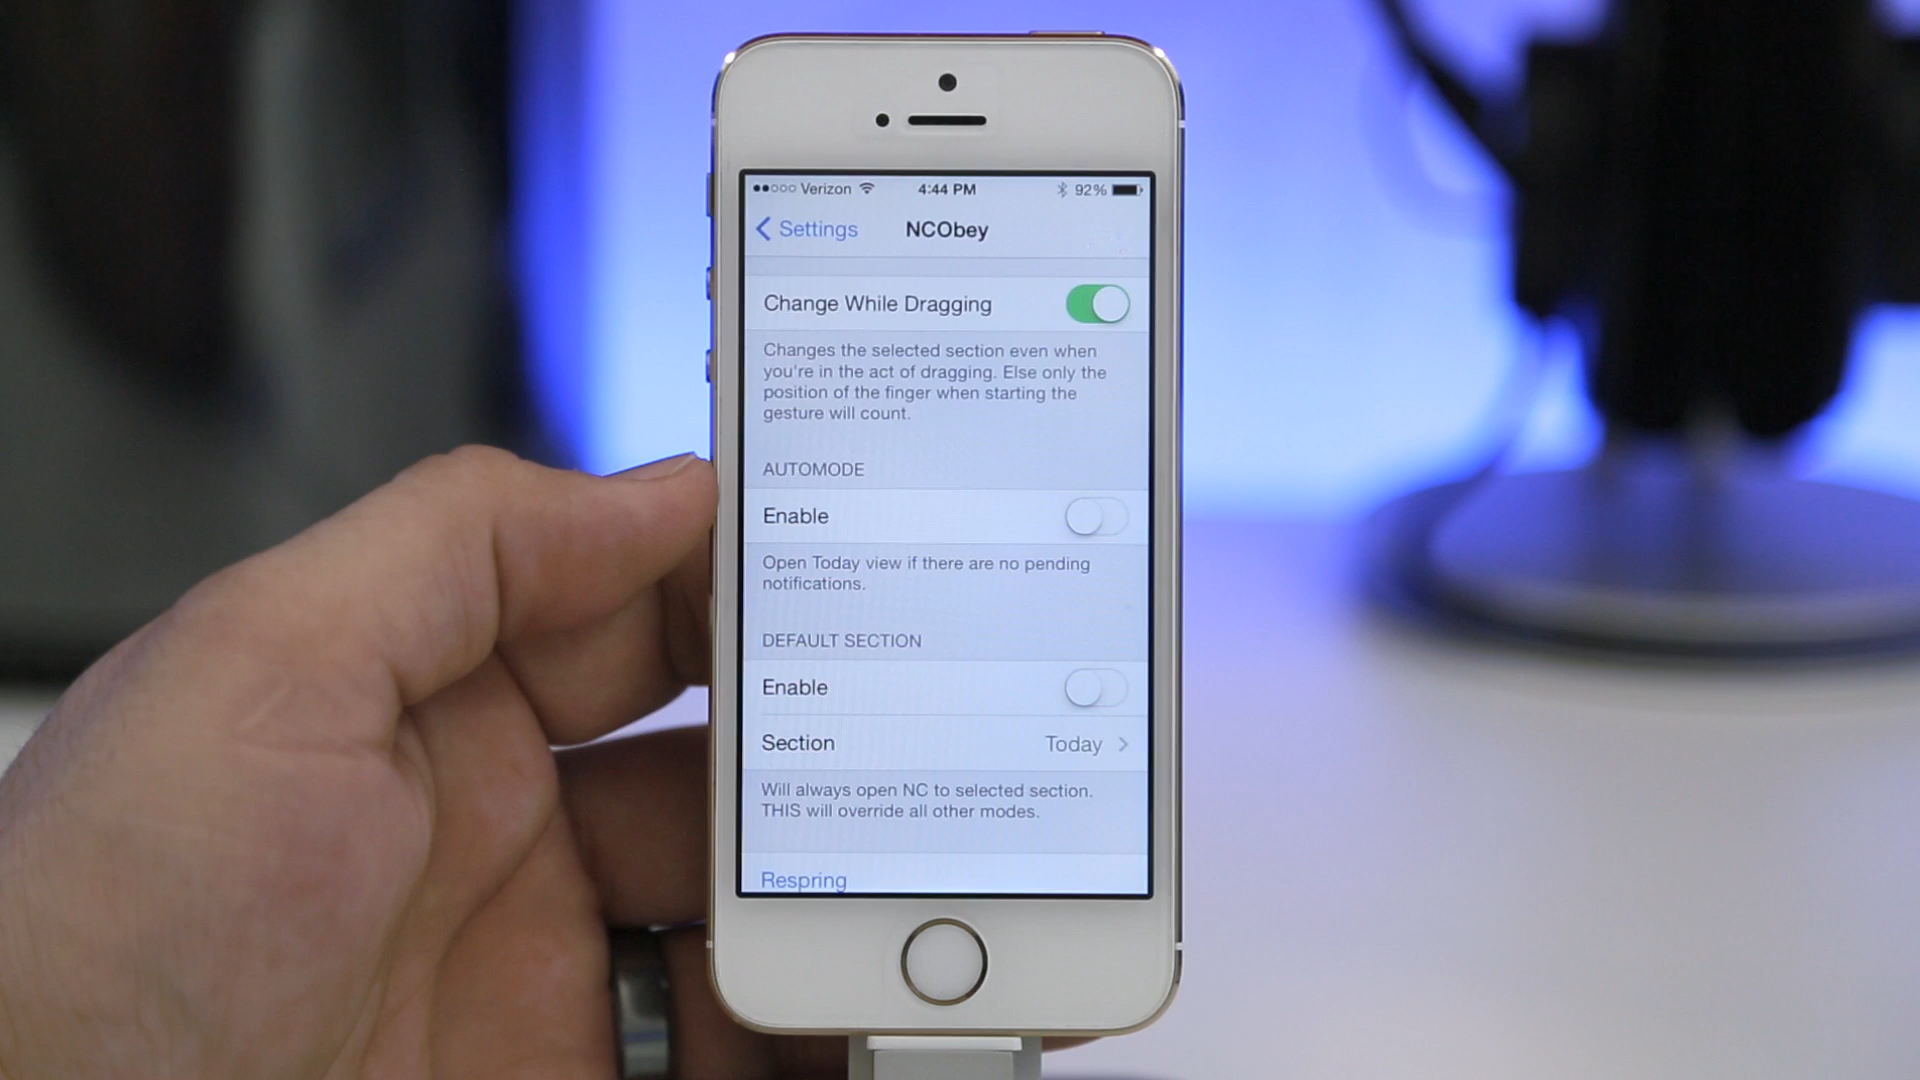 Verizon 4:44 PM 92%
Settings NCObey
Change While Dragging
Changes the selected section even when
you're in the act of dragging. Else only the
position of the finger when starting the
gesture will count.
AUTOMODE
Enable
Open Today view if there are no pending
notifications.
DEFAULT SECTION
Enable
Section Today
Will always open NC to selected section.
THIS will override all other modes.
Respring